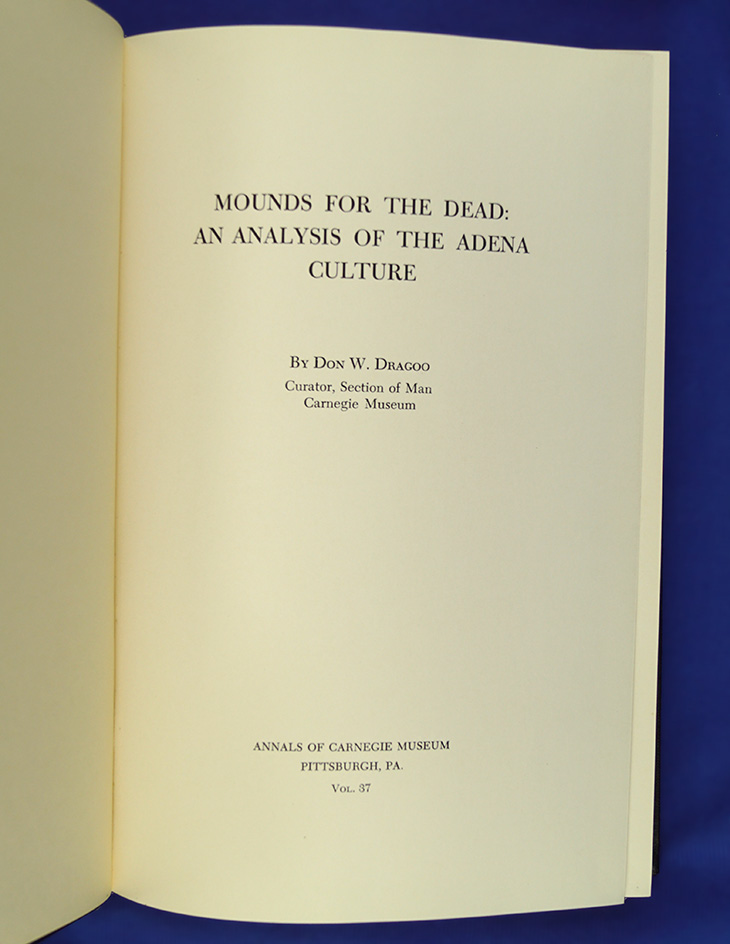 MOUNDS FOR THE DEAD:
AN ANALYSIS OF THE ADENA
CULTURE
By Don W. Dragoo
Curator, Section of Man
Carnegie Museum
ANNALS OF CARNEGIE MUSEUM
PITTSBURGH, PA.
Vol. 37